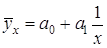 ȳₓ = a₀ + a₁ 1/x